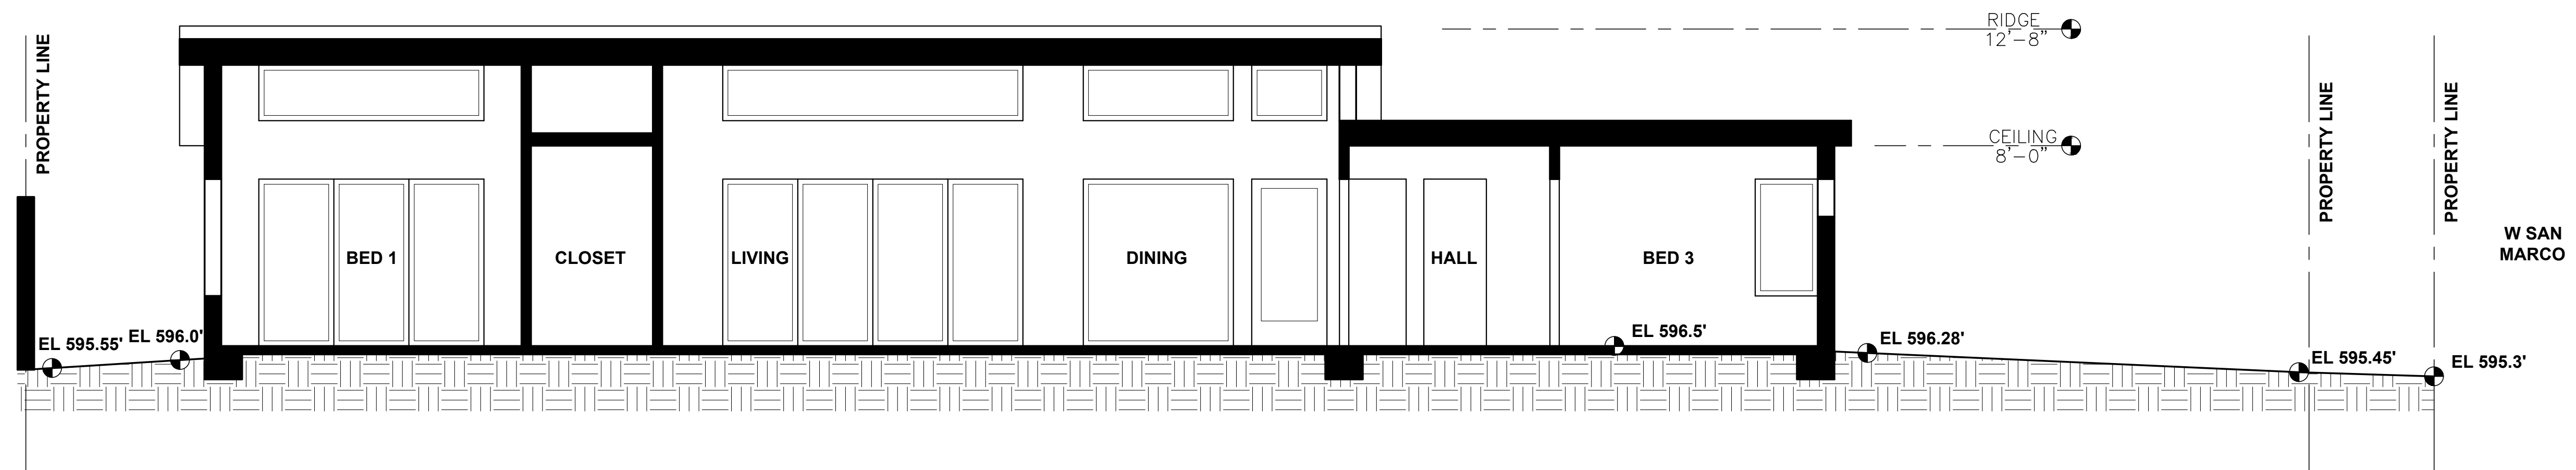 PROPERTY LINE
RIDGE
12'-8"
CEILING
8'-0"
PROPERTY LINE
PROPERTY LINE
W SAN
MARCO
BED 1
CLOSET
LIVING
DINING
HALL
BED 3
EL 595.55'
EL 596.0'
EL 596.5'
EL 596.28'
EL 595.45'
EL 595.3'